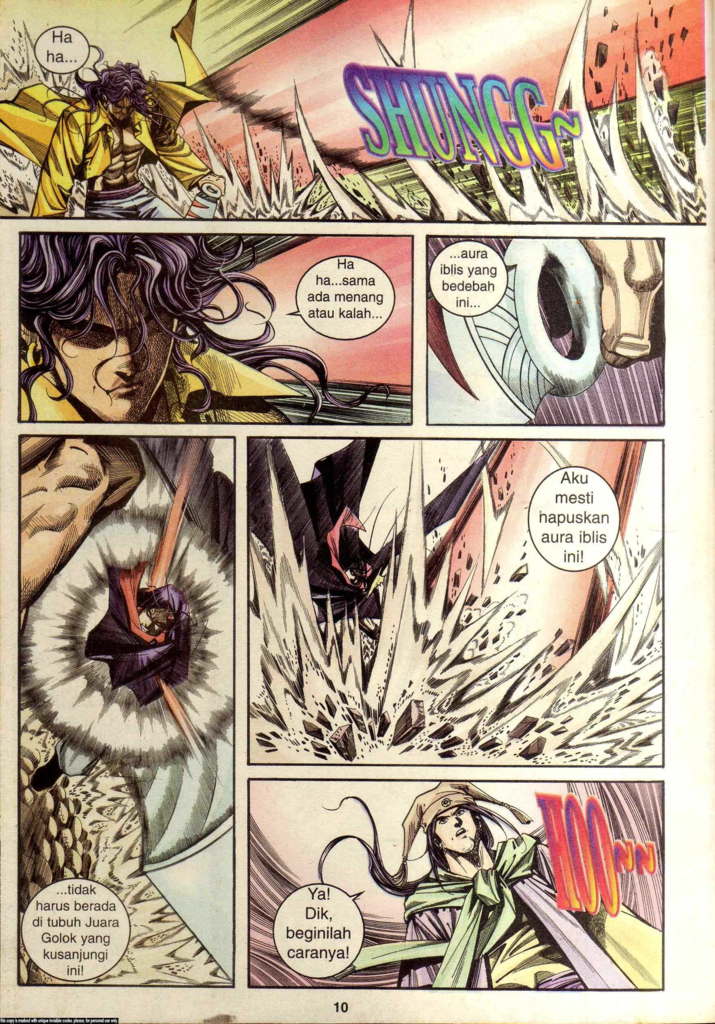 Ha
ha...
SHUNGG~
Ha
ha...sama
ada menang
atau kalah...
...aura
iblis yang
bedebah
ini...
Aku
mesti
hapuskan
aura iblis
ini!
...tidak
harus berada
di tubuh Juara
Golok yang
kusanjungi
ini!
Ya!
Dik,
beginilah
caranya!
10